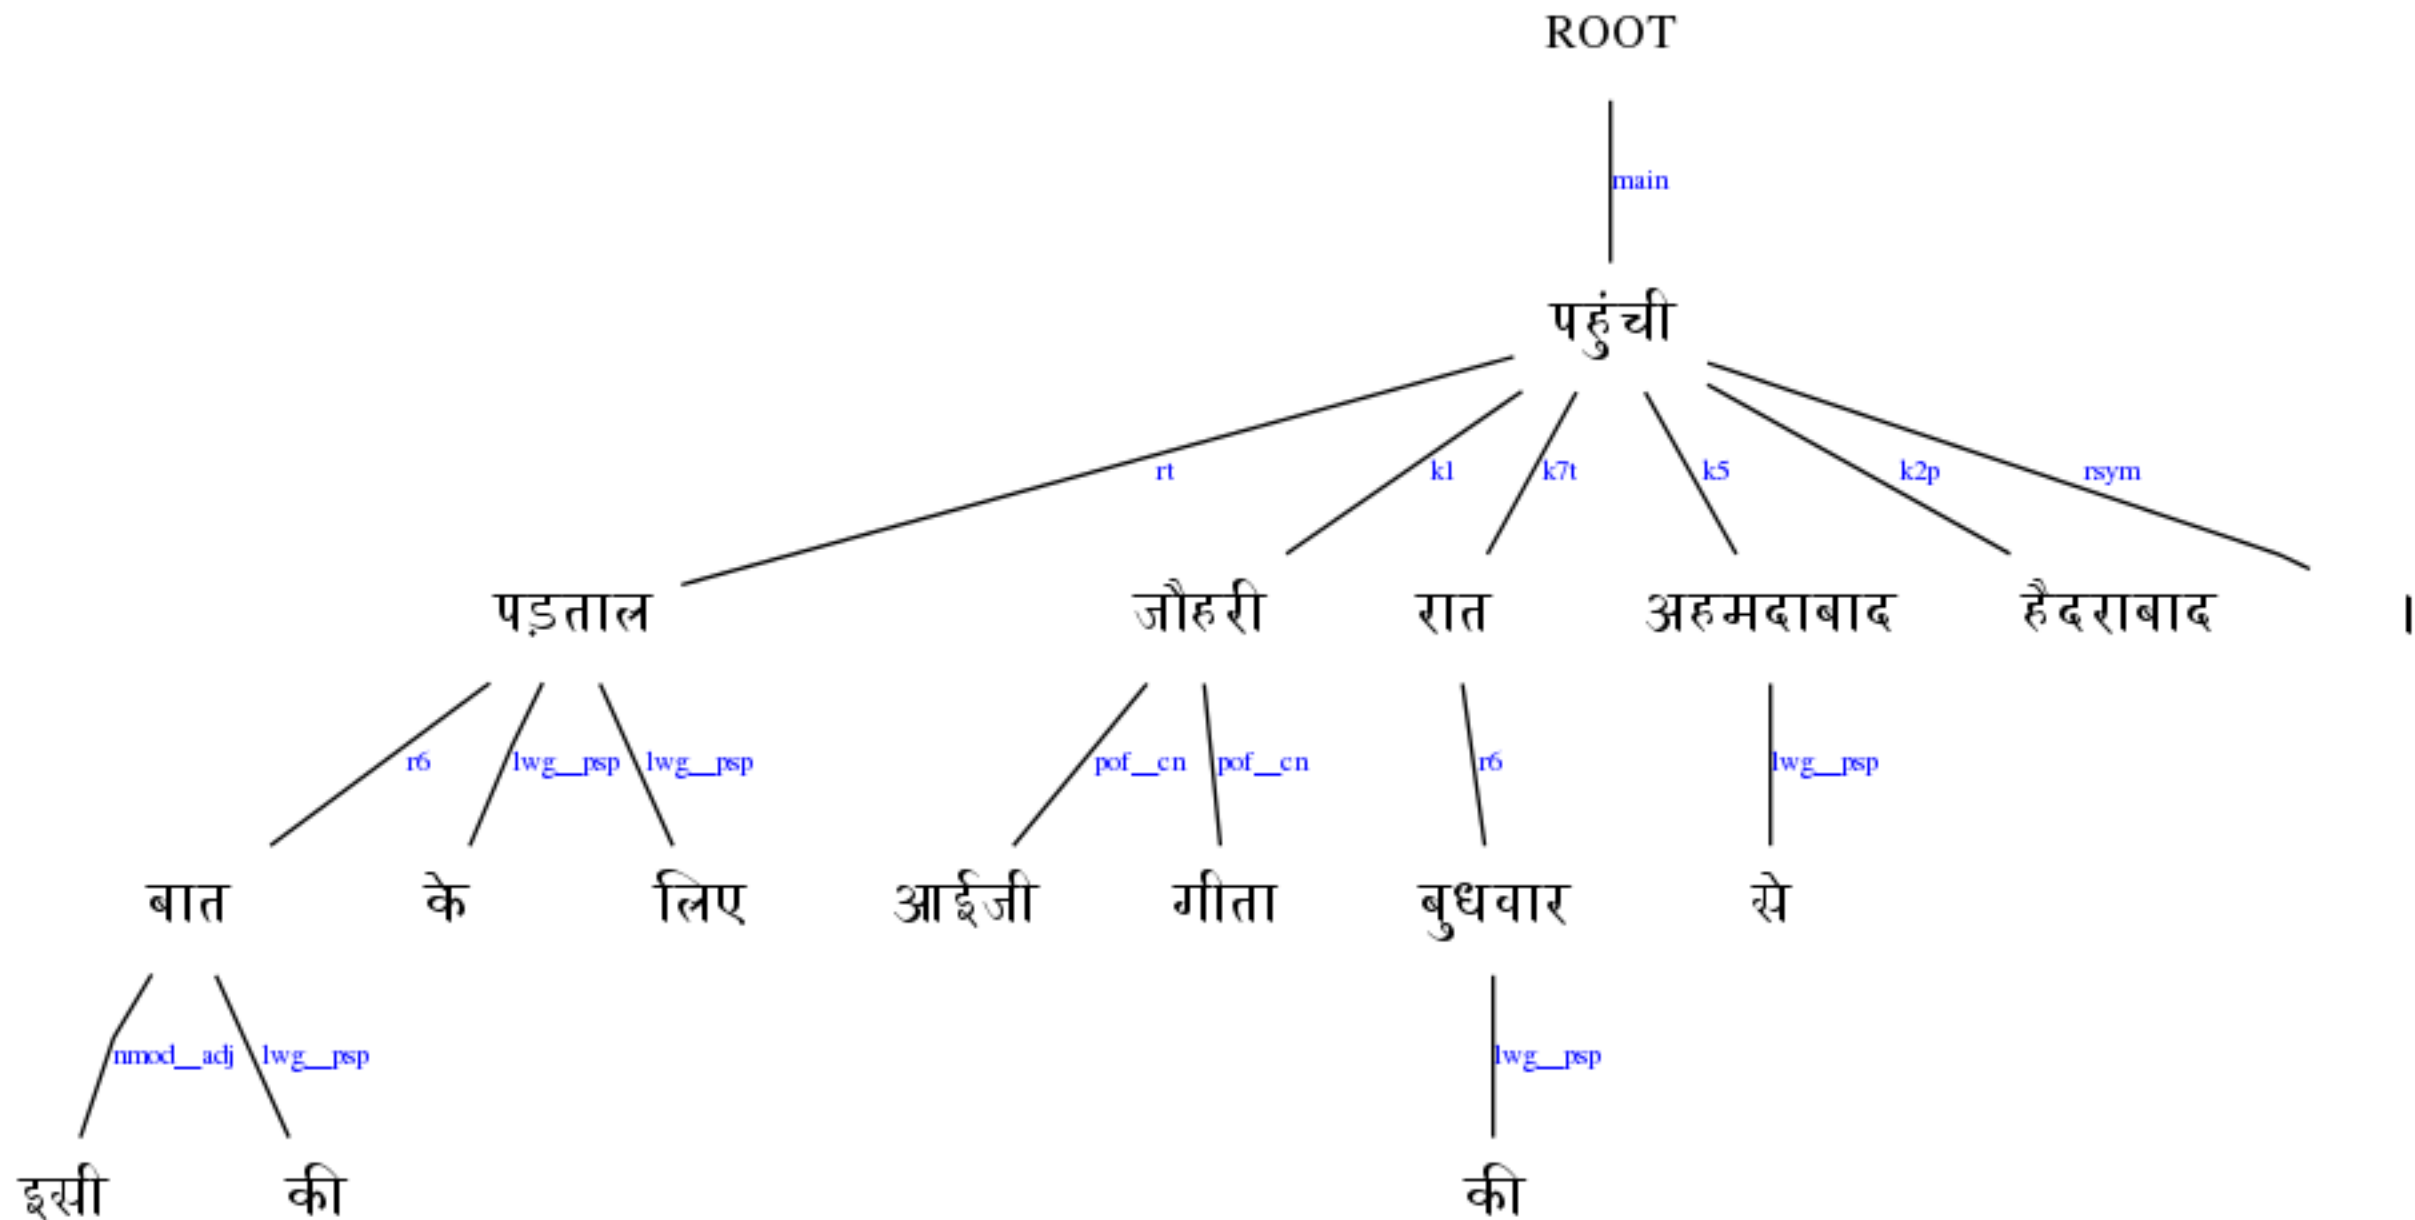 ROOT
main
पहुंची
rt k1 k7t k5 k2p rsym
पड़ताल जौहरी रात अहमदाबाद हैदराबाद ।
r6 lwg__psp lwg__psp pof__cn pof__cn r6 lwg__psp
बात के लिए आईजी गीता बुधवार से
nmod__adj lwg__psp lwg__psp
इसी की की